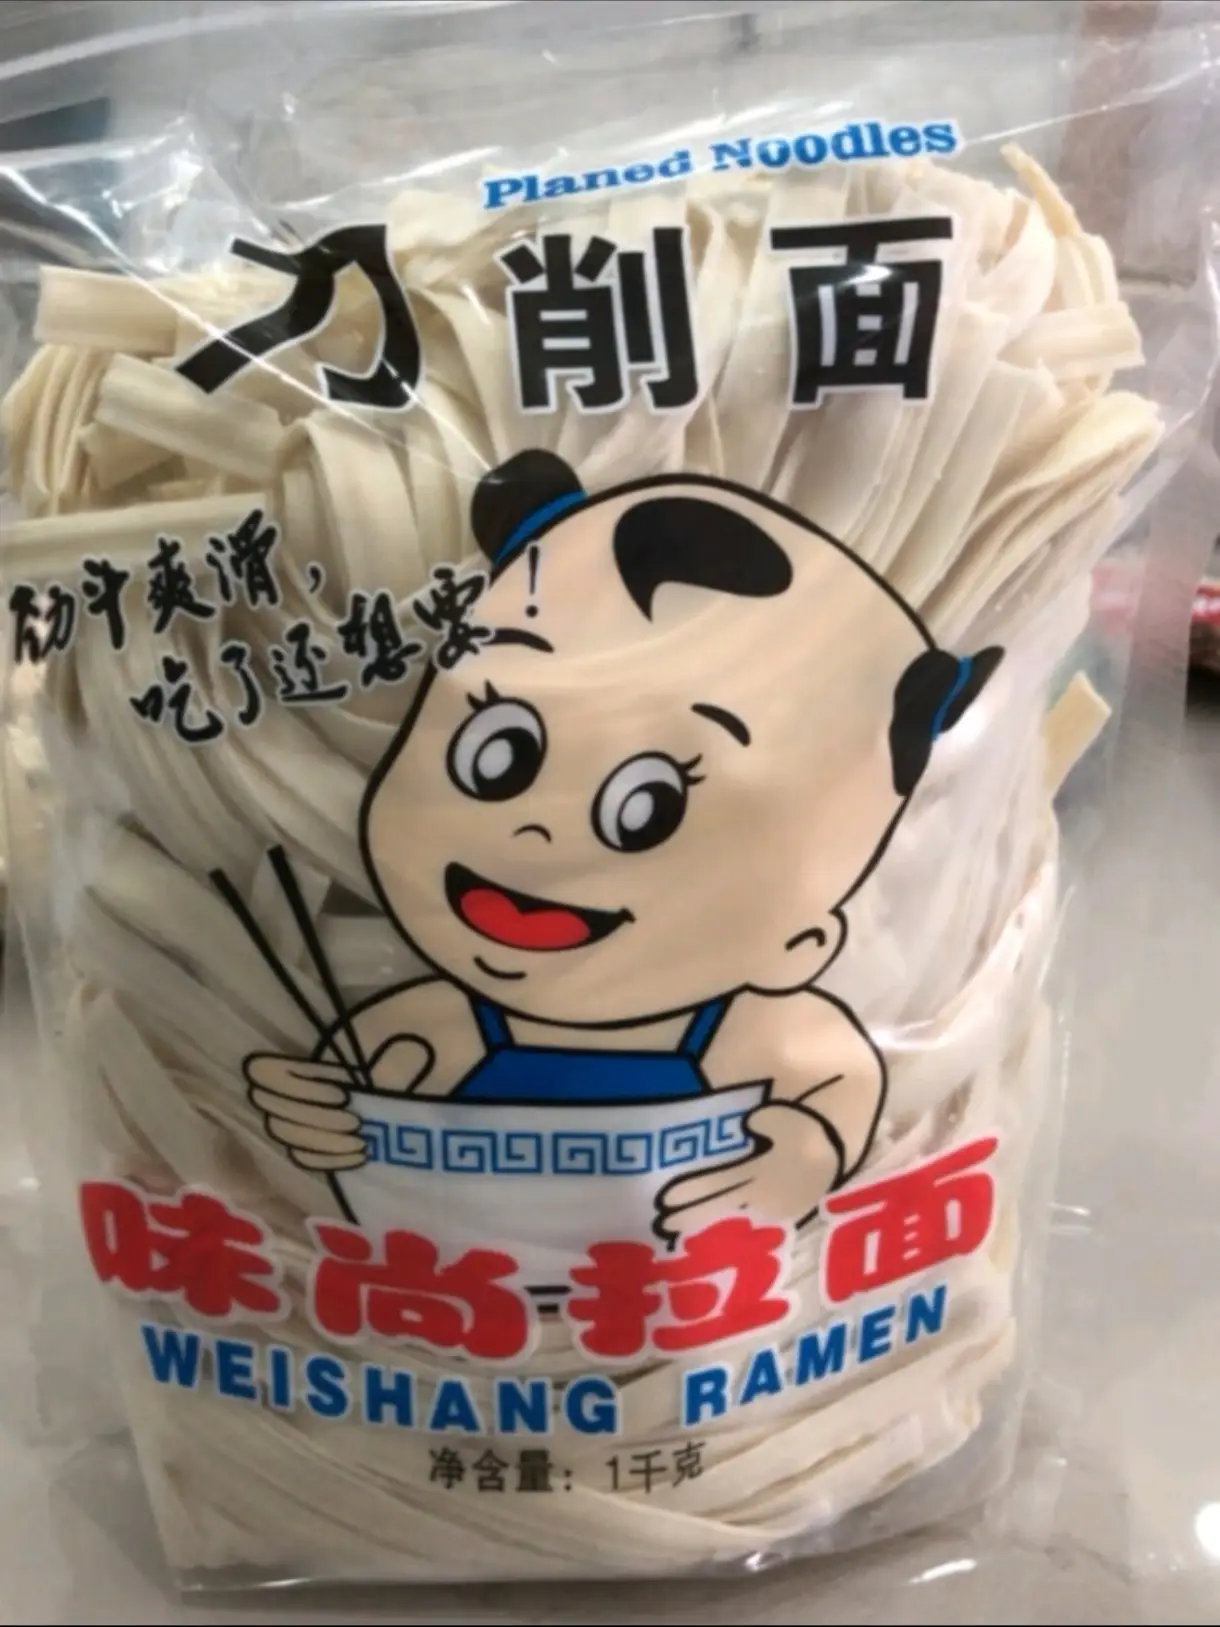 Planed Noodles
刀削面
筋斗爽滑，
吃了还想要！
味尚拉面
WEISHANG RAMEN
净含量：1千克